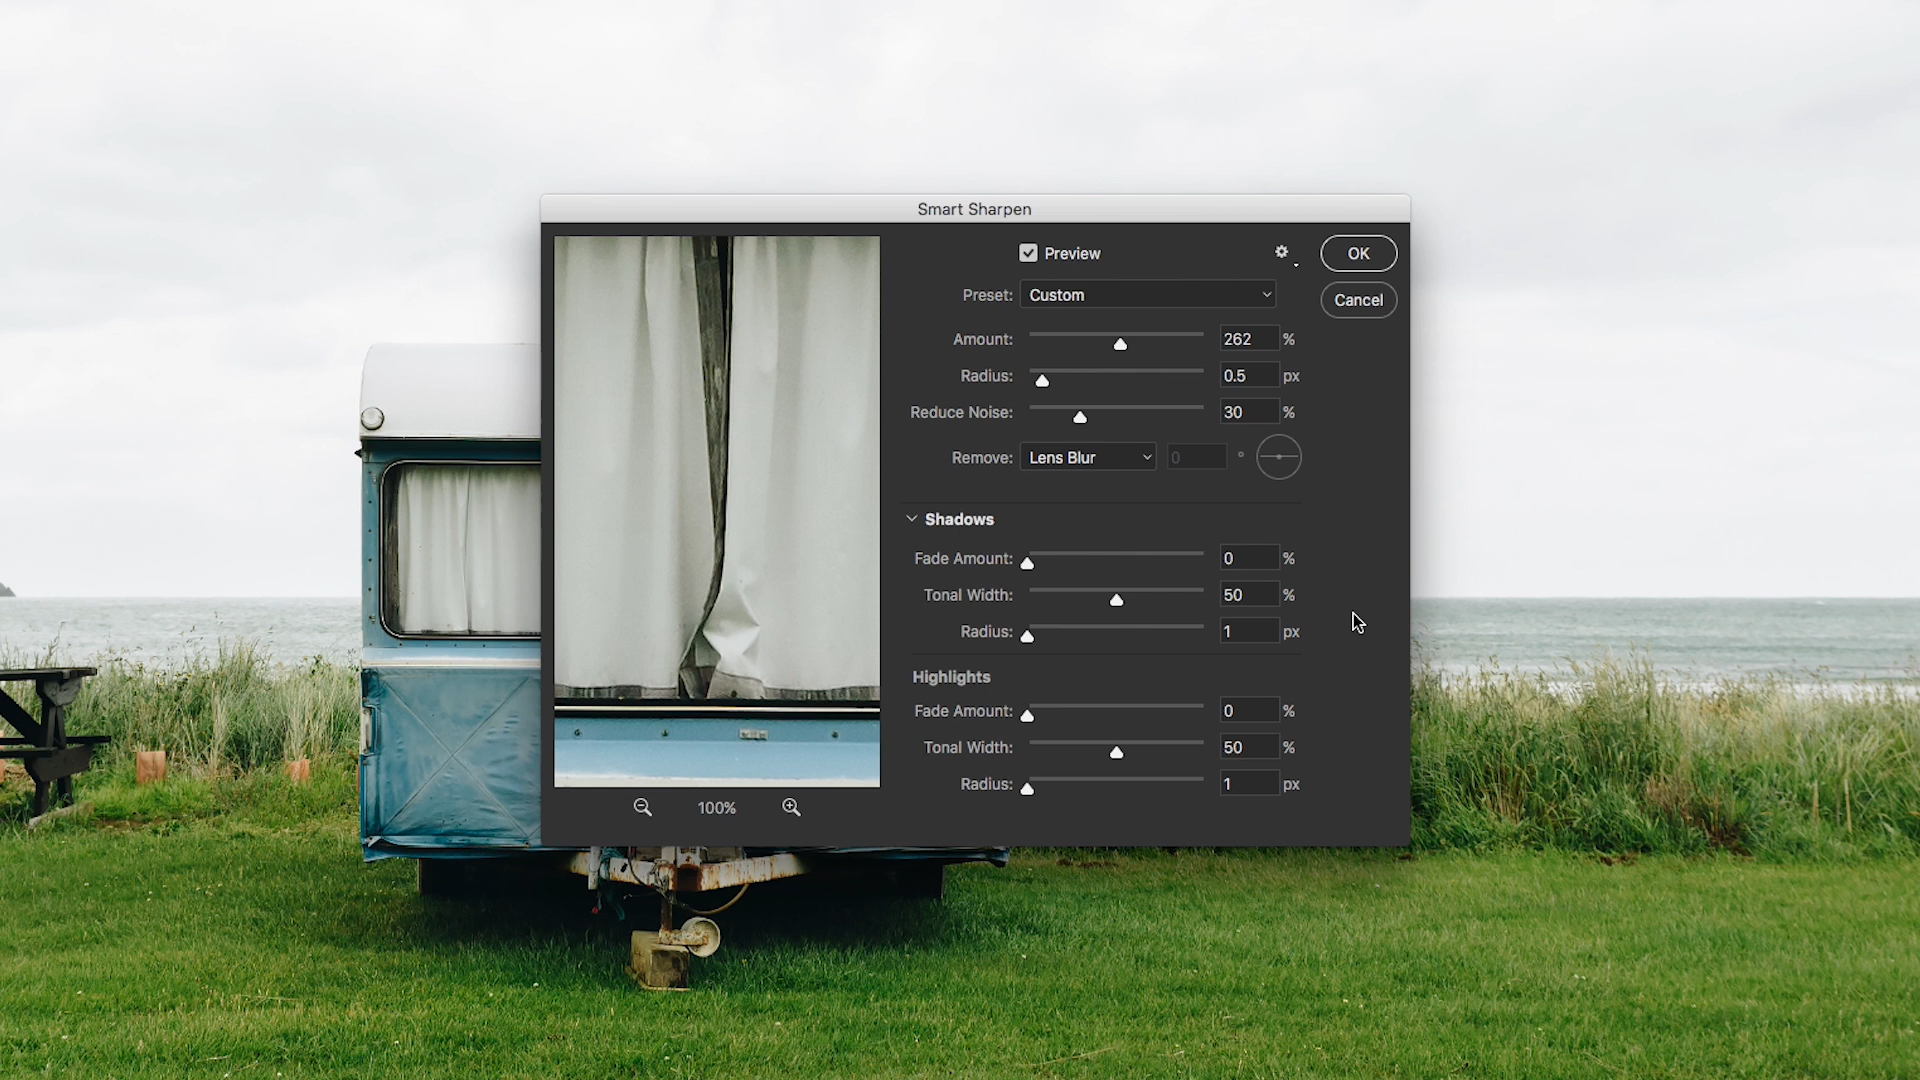 Smart Sharpen
Preview
OK
Preset: Custom
Cancel
Amount: 262 %
Radius: 0.5 px
Reduce Noise: 30 %
Remove: Lens Blur 0 °
Shadows
Fade Amount: 0 %
Tonal Width: 50 %
Radius: 1 px
Highlights
Fade Amount: 0 %
Tonal Width: 50 %
Radius: 1 px
100%